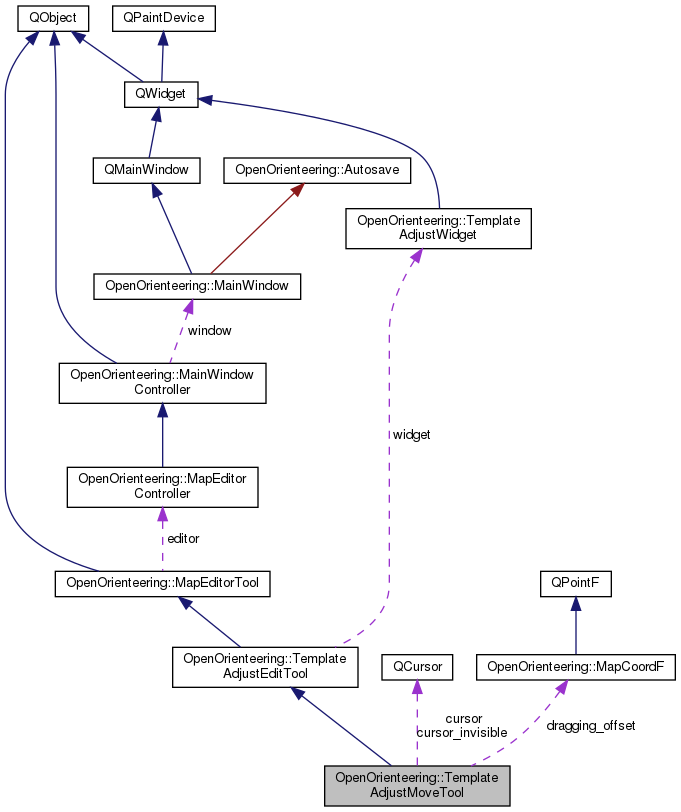 QObject
QPaintDevice
QWidget
QMainWindow
OpenOrienteering::Autosave
OpenOrienteering::Template
AdjustWidget
OpenOrienteering::MainWindow
window
OpenOrienteering::MainWindow
Controller
widget
OpenOrienteering::MapEditor
Controller
editor
OpenOrienteering::MapEditorTool
QPointF
OpenOrienteering::Template
AdjustEditTool
QCursor
OpenOrienteering::MapCoordF
cursor
cursor_invisible
dragging_offset
OpenOrienteering::Template
AdjustMoveTool